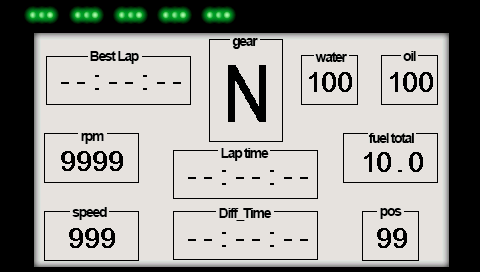 gear
Best Lap
water
oil
--:--:--
N
100
100
rpm
fuel total
9999
Lap time
10.0
--:--:--
speed
Diff_Time
pos
999
--:--:--
99